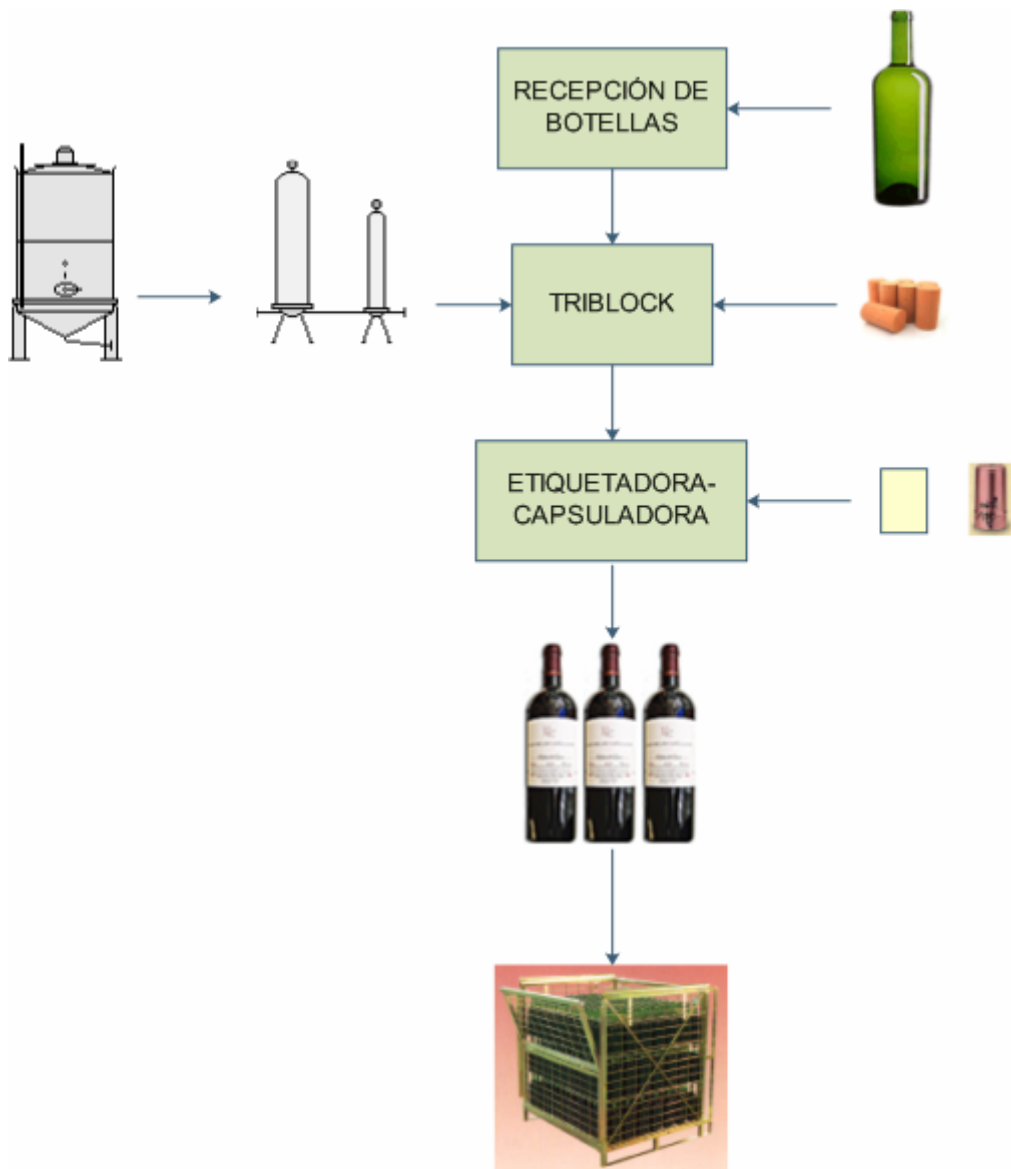 RECEPCIÓN DE
BOTELLAS
TRIBLOCK
ETIQUETADORA-
CAPSULADORA